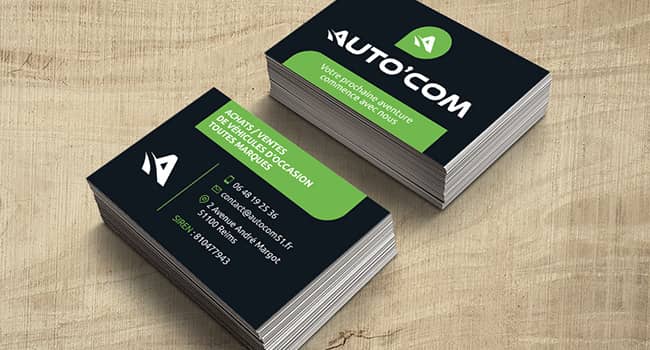 AUTO'COM
Votre prochaine aventure
commence avec nous
ACHATS / VENTES
DE VÉHICULES D'OCCASION
TOUTES MARQUES
06 48 19 25 36
contact@autocom51.fr
2 Avenue André Margot
51100 Reims
SIREN : 810477943